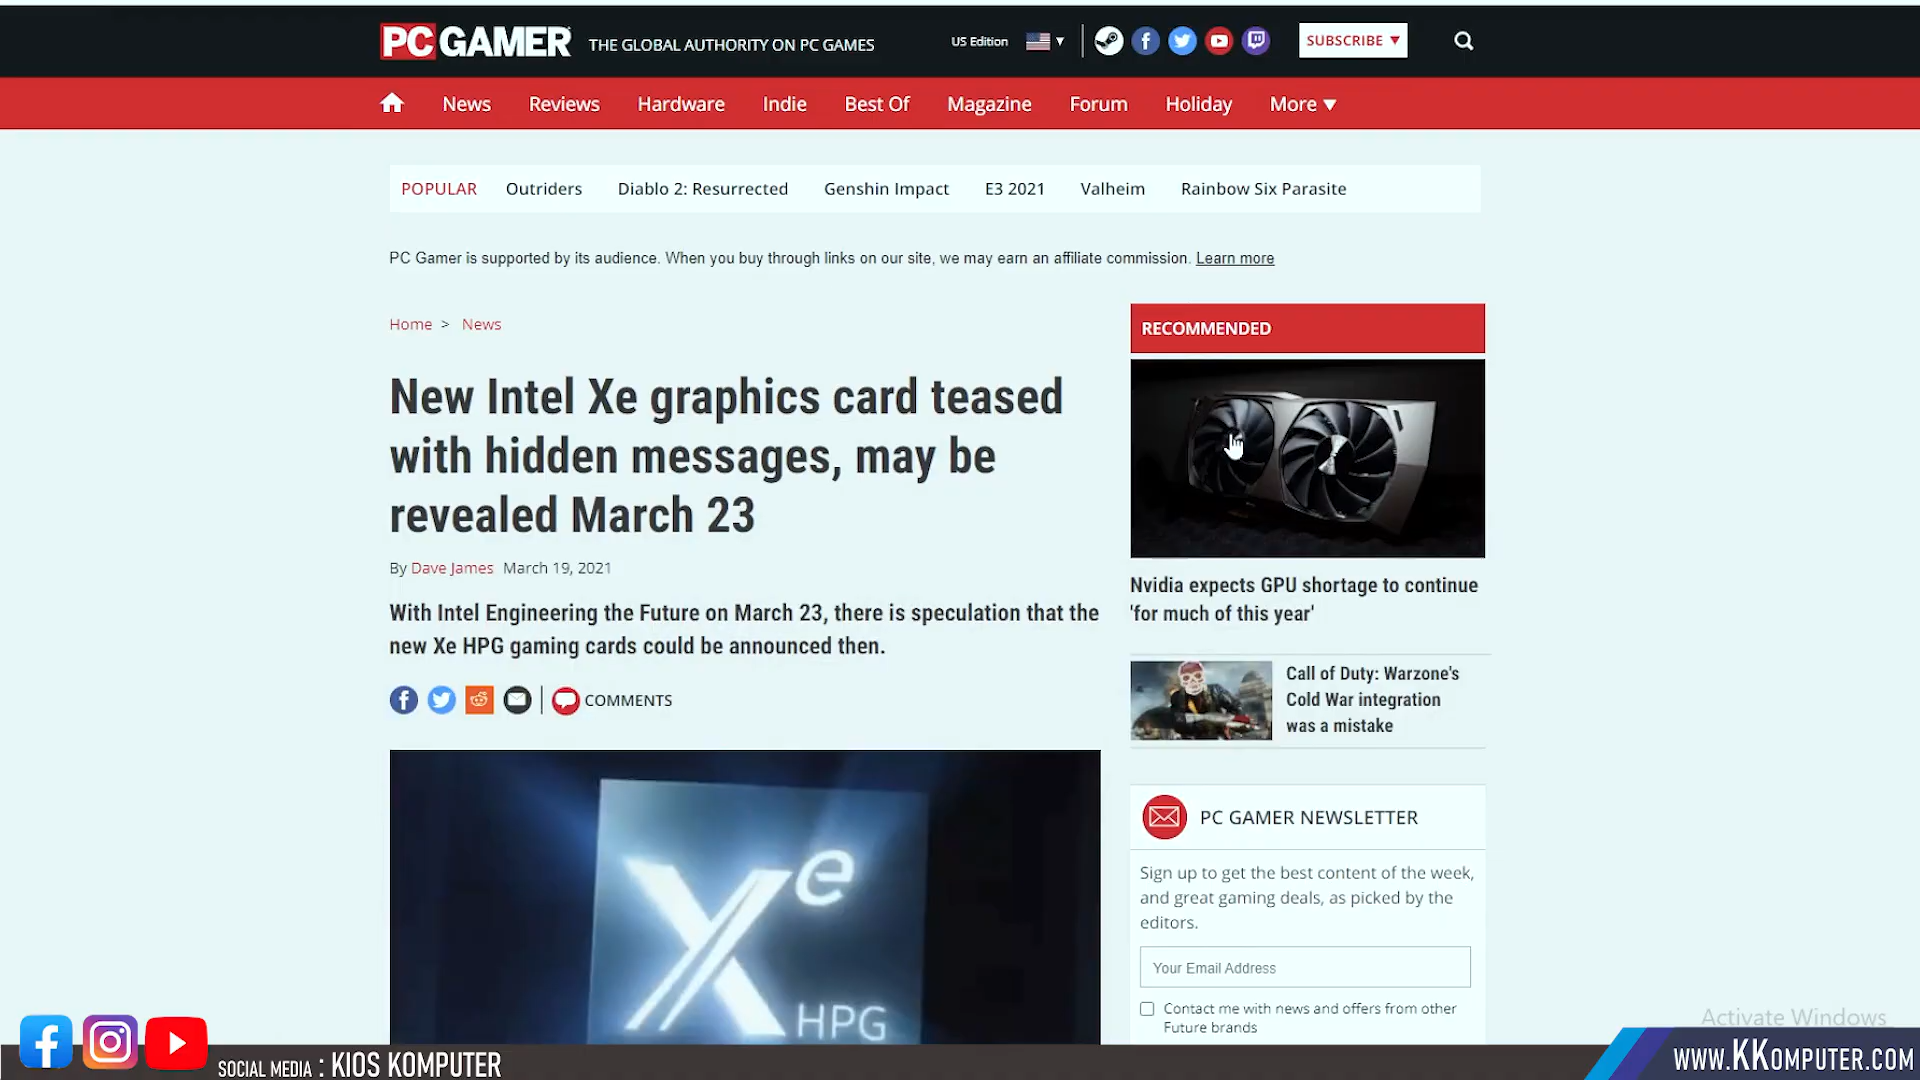 PC GAMER THE GLOBAL AUTHORITY ON PC GAMES US Edition SUBSCRIBE
News Reviews Hardware Indie Best Of Magazine Forum Holiday More
POPULAR Outriders Diablo 2: Resurrected Genshin Impact E3 2021 Valheim Rainbow Six Parasite
PC Gamer is supported by its audience. When you buy through links on our site, we may earn an affiliate commission. Learn more
Home > News
New Intel Xe graphics card teased
with hidden messages, may be
revealed March 23
By Dave James March 19, 2021
With Intel Engineering the Future on March 23, there is speculation that the
new Xe HPG gaming cards could be announced then.
COMMENTS
Xe
HPG
RECOMMENDED
Nvidia expects GPU shortage to continue
'for much of this year'
Call of Duty: Warzone's
Cold War integration
was a mistake
PC GAMER NEWSLETTER
Sign up to get the best content of the week,
and great gaming deals, as picked by the
editors.
Your Email Address
Contact me with news and offers from other
Future brands
Activate Windows
SOCIAL MEDIA : KIOS KOMPUTER
WWW.KKOMPUTER.COM